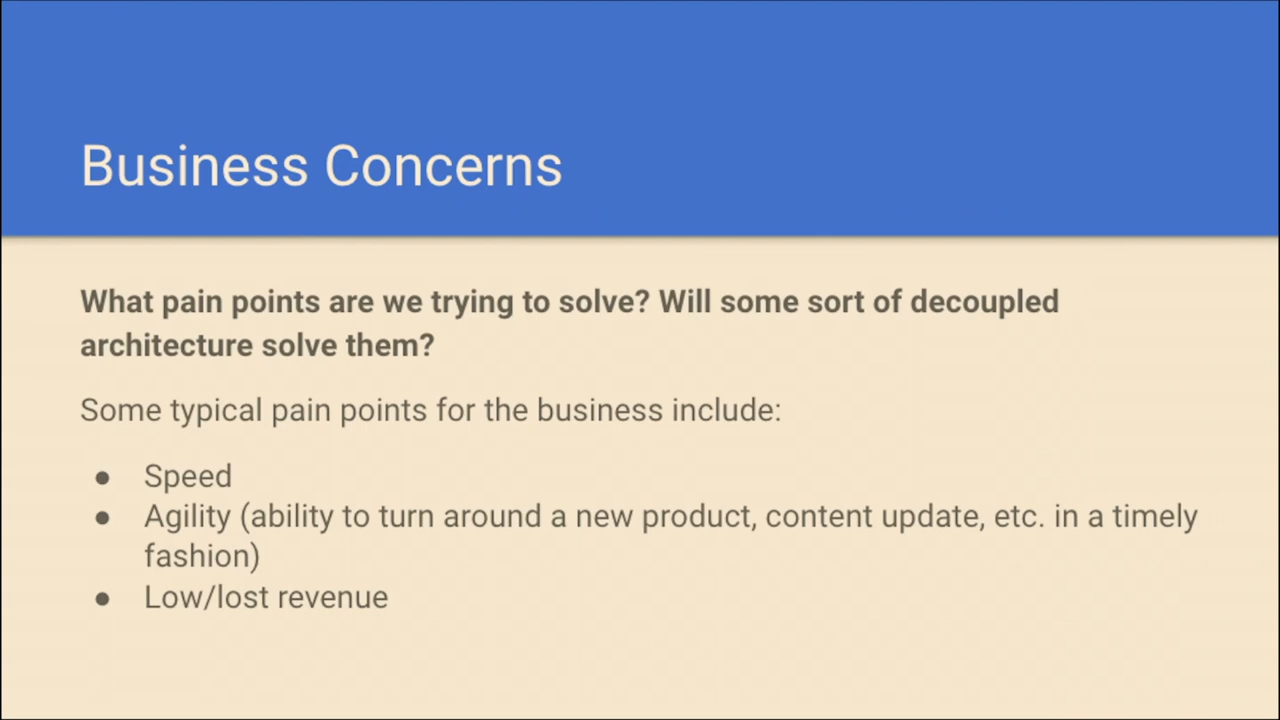 Business Concerns
What pain points are we trying to solve? Will some sort of decoupled
architecture solve them?
Some typical pain points for the business include:
● Speed
● Agility (ability to turn around a new product, content update, etc. in a timely
fashion)
● Low/lost revenue